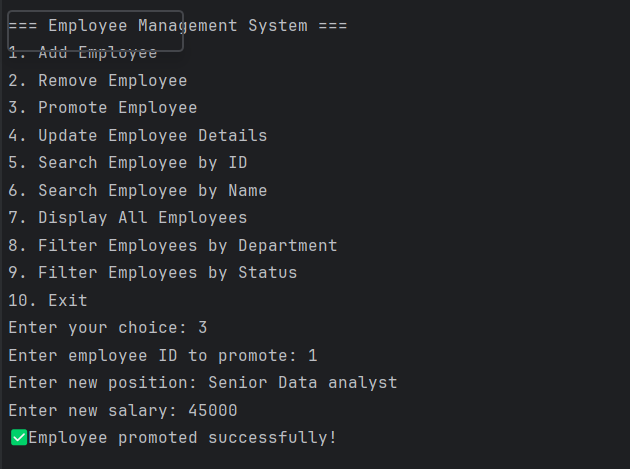 === Employee Management System ===
1. Add Employee
2. Remove Employee
3. Promote Employee
4. Update Employee Details
5. Search Employee by ID
6. Search Employee by Name
7. Display All Employees
8. Filter Employees by Department
9. Filter Employees by Status
10. Exit
Enter your choice: 3
Enter employee ID to promote: 1
Enter new position: Senior Data analyst
Enter new salary: 45000
✅Employee promoted successfully!